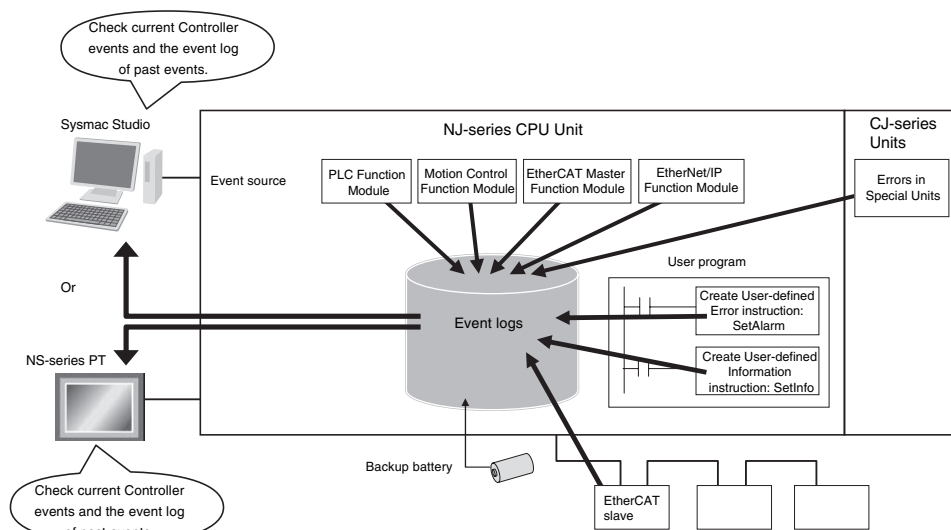 Check current Controller
events and the event log
of past events.
Sysmac Studio
NJ-series CPU Unit
CJ-series
Units
Event source
PLC Function
Module
Motion Control
Function Module
EtherCAT Master
Function Module
EtherNet/IP
Function Module
Errors in
Special Units
User program
Or
Event logs
Create User-defined
Error instruction:
SetAlarm
Create User-defined
Information
instruction: SetInfo
NS-series PT
Backup battery
EtherCAT
slave
Check current Controller
events and the event log
of past events.